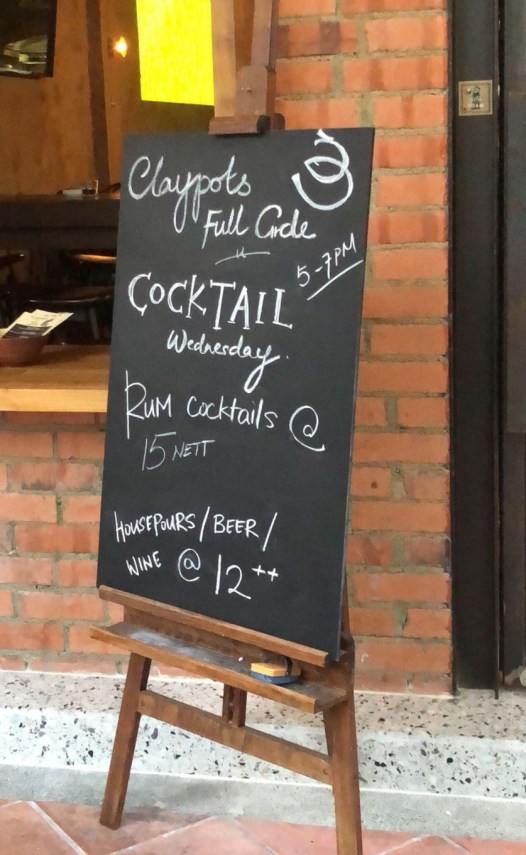 Claypots
Full Circle
5-7PM
COCKTAIL
Wednesday.
RUM Cocktails @
15 NETT
HOUSEPOURS/BEER/
WINE @ 12++